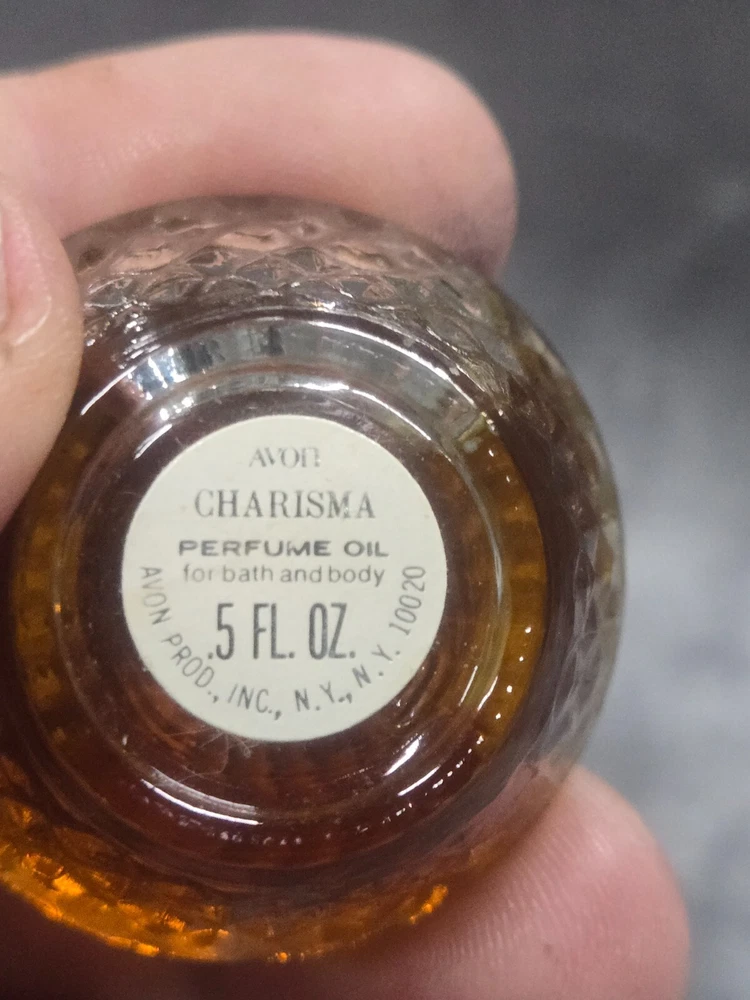 AVON
CHARISMA
PERFUME OIL
for bath and body
.5 FL. OZ.
AVON PROD., INC., N.Y., N.Y. 10020